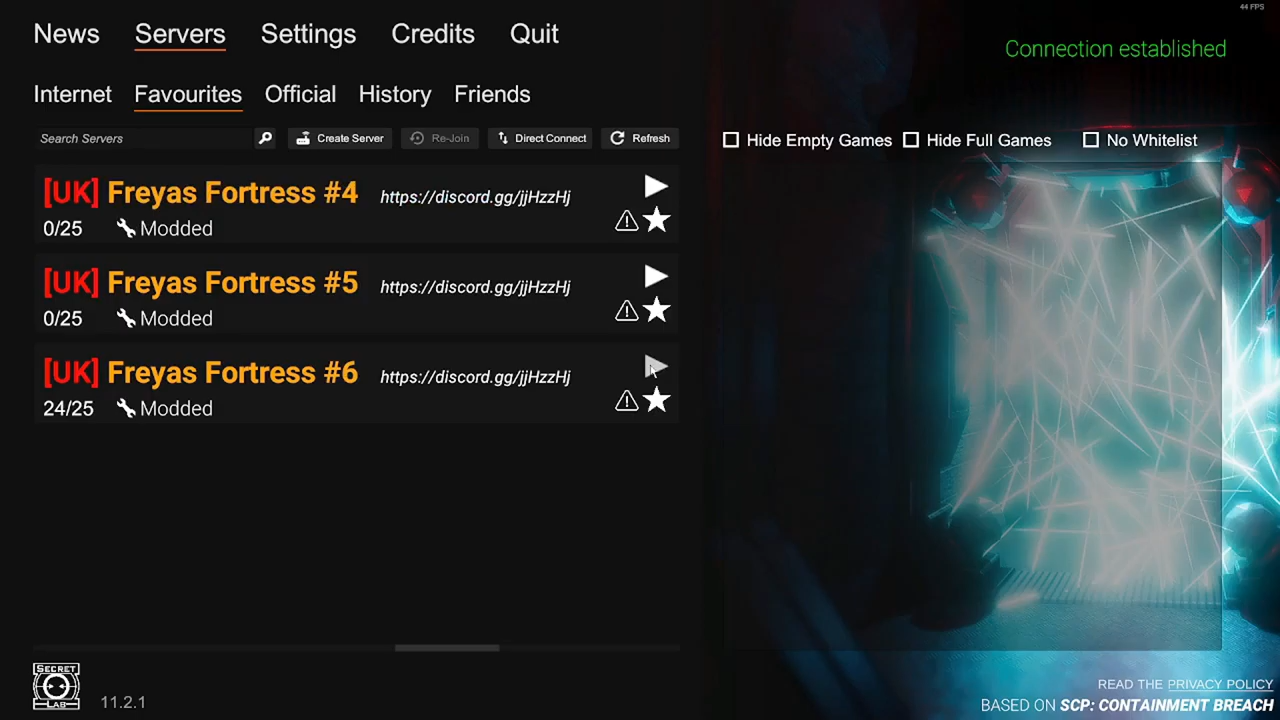 44 FPS
News Servers Settings Credits Quit
Connection established
Internet Favourites Official History Friends
Search Servers Create Server Re-Join Direct Connect Refresh
Hide Empty Games Hide Full Games No Whitelist
[UK] Freyas Fortress #4 https://discord.gg/jjHzzHj
0/25 Modded
[UK] Freyas Fortress #5 https://discord.gg/jjHzzHj
0/25 Modded
[UK] Freyas Fortress #6 https://discord.gg/jjHzzHj
24/25 Modded
SECRET
LAB
11.2.1
READ THE PRIVACY POLICY
BASED ON SCP: CONTAINMENT BREACH